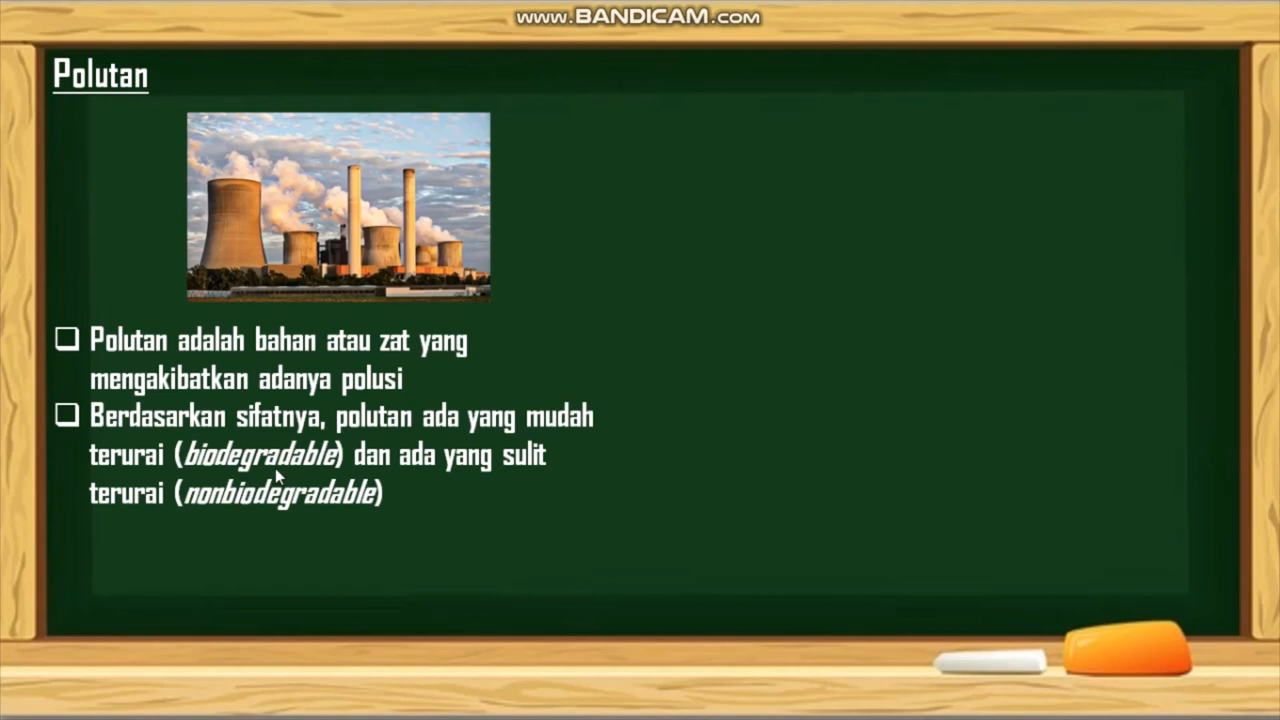 www.BANDICAM.com
Polutan
Polutan adalah bahan atau zat yang
mengakibatkan adanya polusi
Berdasarkan sifatnya, polutan ada yang mudah
terurai (biodegradable) dan ada yang sulit
terurai (nonbiodegradable)